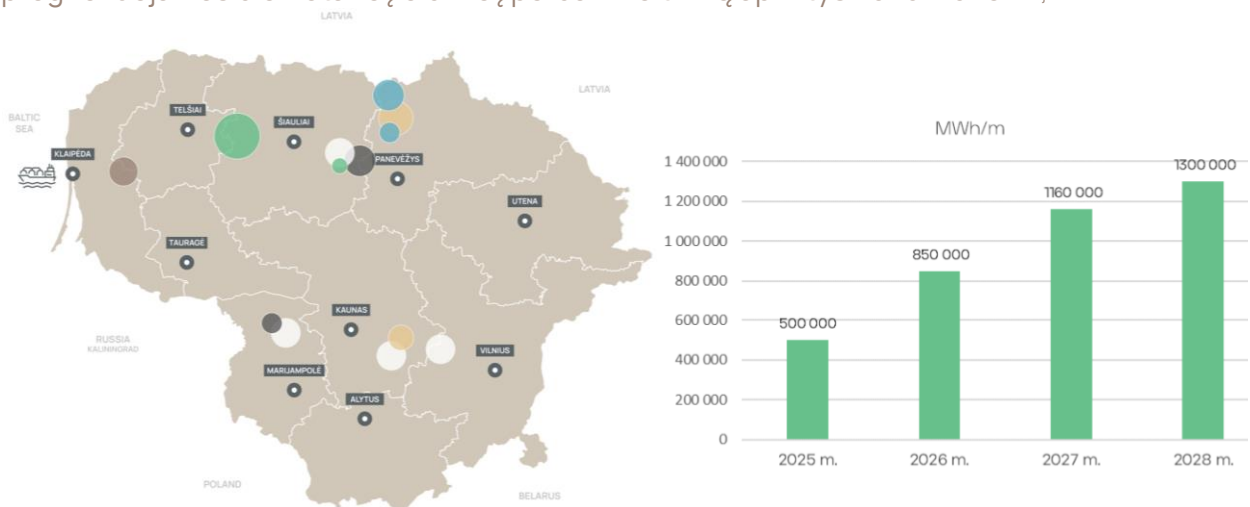 LATVIA
LATVIA
BALTIC
SEA
TELŠIAI
ŠIAULIAI
KLAIPĖDA
PANEVĖŽYS
UTENA
TAURAGĖ
KAUNAS
RUSSIA
KALININGRAD
VILNIUS
MARIJAMPOLĖ
ALYTUS
POLAND
BELARUS
MWh/m
1 400 000
1 200 000
1 000 000
800 000
600 000
400 000
200 000
0
500 000
850 000
1160 000
1300 000
2025 m.
2026 m.
2027 m.
2028 m.